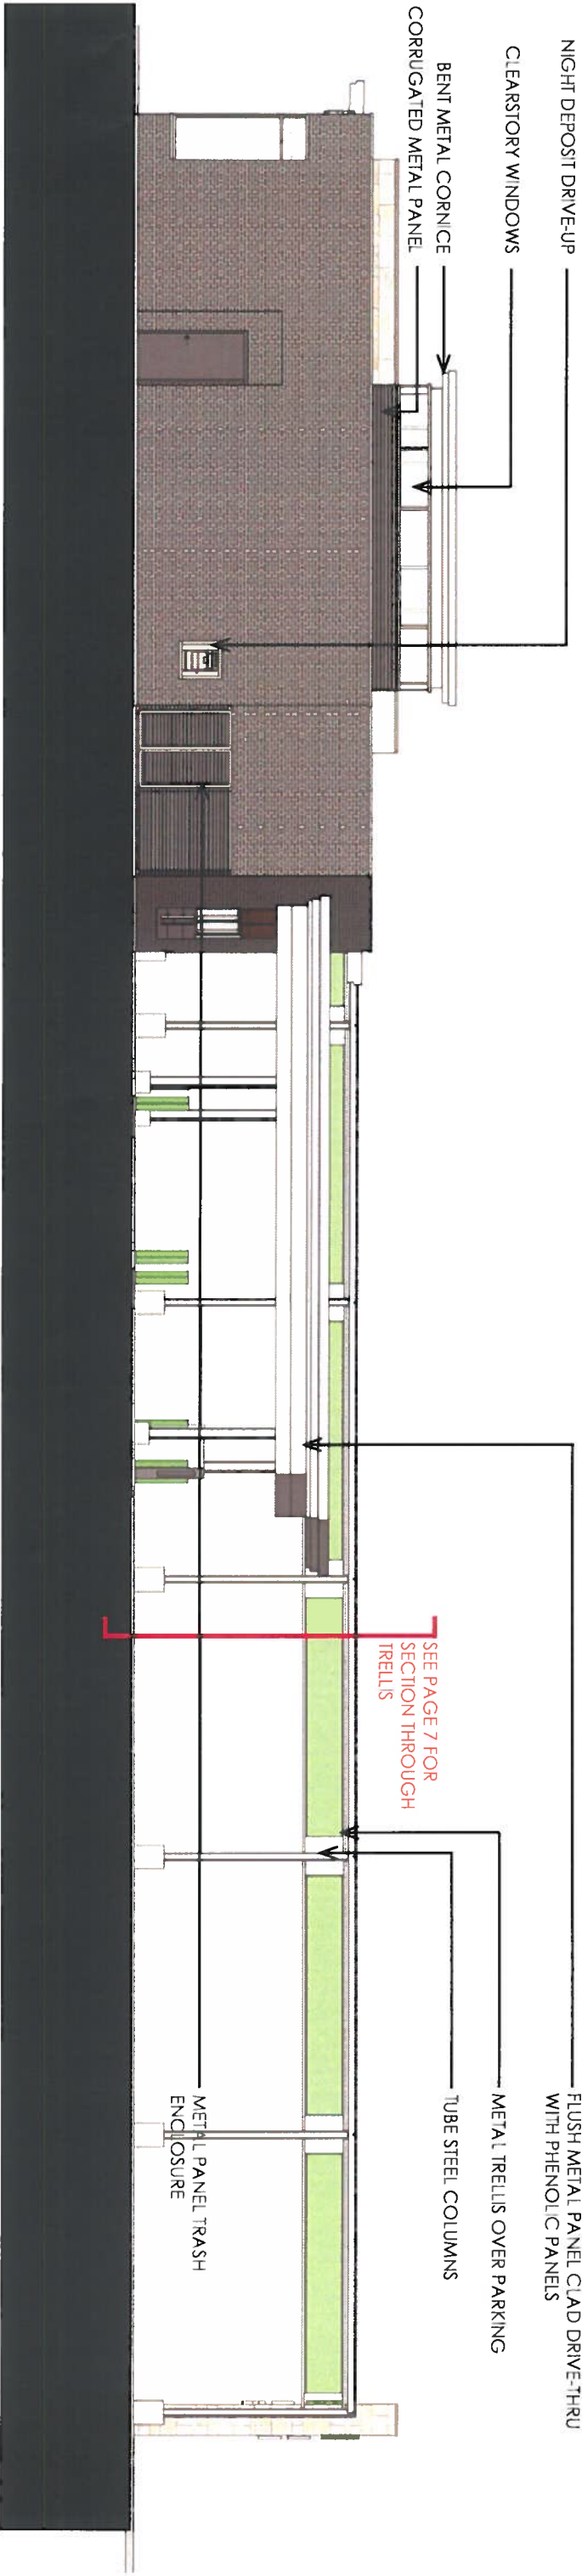 NIGHT DEPOSIT DRIVE-UP
CLEARSTORY WINDOWS
BENT METAL CORNICE
CORRUGATED METAL PANEL
FLUSH METAL PANEL CLAD DRIVE-THRU
WITH PHENOLIC PANELS
METAL TRELLIS OVER PARKING
TUBE STEEL COLUMNS
SEE PAGE 7 FOR
SECTION THROUGH
TRELLIS
METAL PANEL TRASH
ENCLOSURE